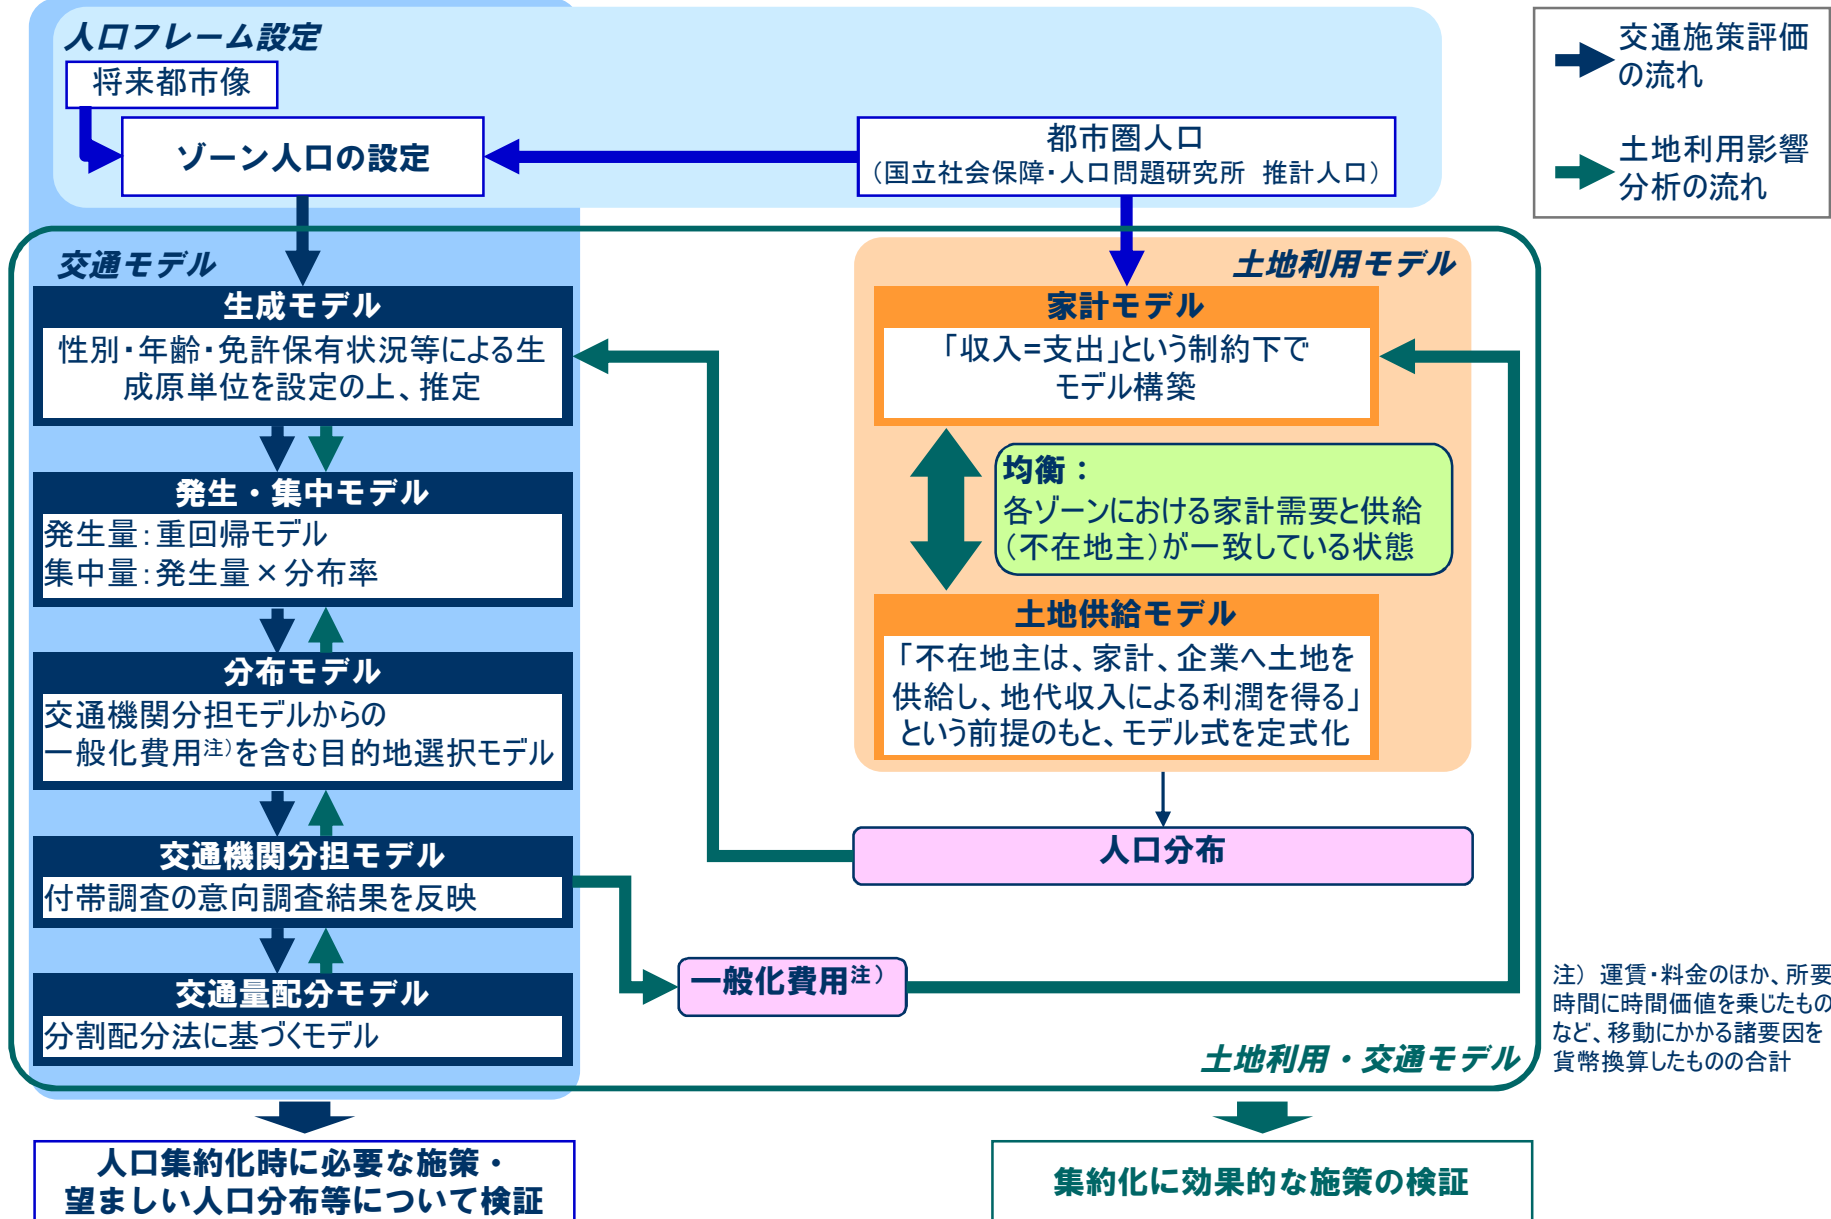 人口フレーム設定
将来都市像
ゾーン人口の設定
都市圏人口
（国立社会保障・人口問題研究所　推計人口）
交通施策評価
の流れ
土地利用影響
分析の流れ
交通モデル
生成モデル
性別・年齢・免許保有状況等による生
成原単位を設定の上、推定
発生・集中モデル
発生量：重回帰モデル
集中量：発生量×分布率
分布モデル
交通機関分担モデルからの
一般化費用注）を含む目的地選択モデル
交通機関分担モデル
付帯調査の意向調査結果を反映
交通量配分モデル
分割配分法に基づくモデル
土地利用モデル
家計モデル
「収入=支出」という制約下で
モデル構築
均衡：
各ゾーンにおける家計需要と供給
（不在地主）が一致している状態
土地供給モデル
「不在地主は、家計、企業へ土地を
供給し、地代収入による利潤を得る」
という前提のもと、モデル式を定式化
人口分布
一般化費用注）
土地利用・交通モデル
注）　運賃・料金のほか、所要
時間に時間価値を乗じたもの
など、移動にかかる諸要因を
貨幣換算したものの合計
人口集約化時に必要な施策・
望ましい人口分布等について検証
集約化に効果的な施策の検証